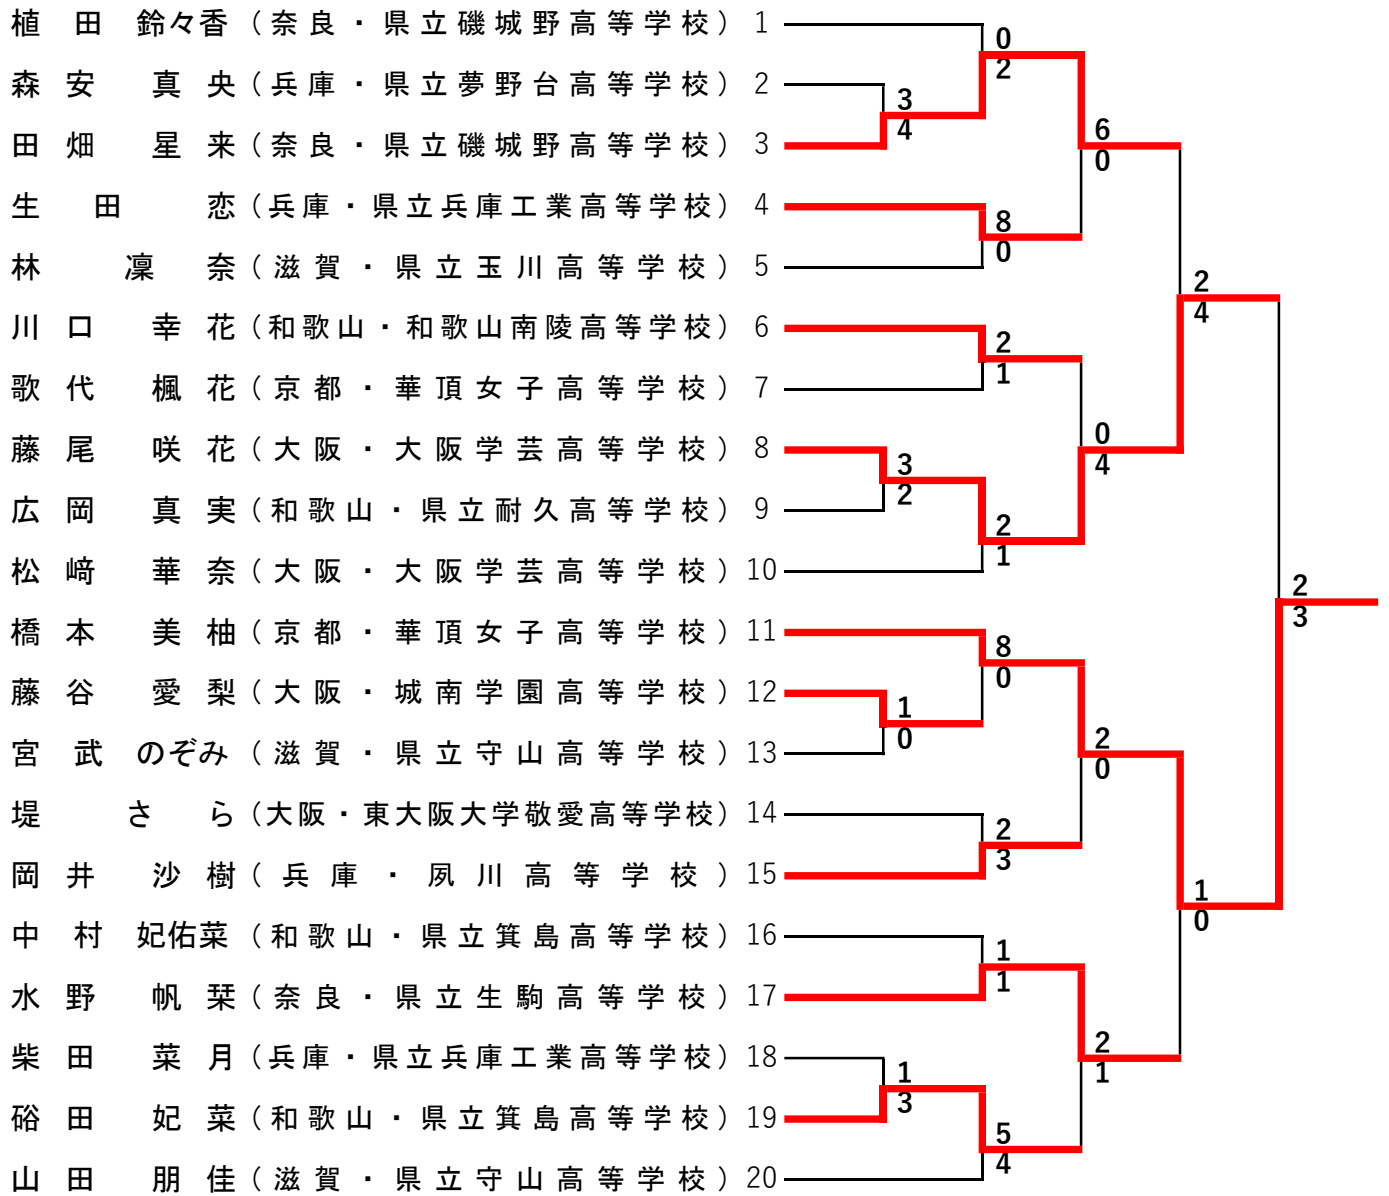 植田 鈴々香 (奈良・県立磯城野高等学校) 1
0
2
森安 真央 (兵庫・県立夢野台高等学校) 2
3
4
田畑 星来 (奈良・県立磯城野高等学校) 3
6
0
生田 恋 (兵庫・県立兵庫工業高等学校) 4
8
0
林 凜奈 (滋賀・県立玉川高等学校) 5
2
4
川口 幸花 (和歌山・和歌山南陵高等学校) 6
2
1
歌代 楓花 (京都・華頂女子高等学校) 7
0
4
藤尾 咲花 (大阪・大阪学芸高等学校) 8
3
2
広岡 真実 (和歌山・県立耐久高等学校) 9
2
1
松﨑 華奈 (大阪・大阪学芸高等学校) 10
2
3
橋本 美柚 (京都・華頂女子高等学校) 11
8
0
藤谷 愛梨 (大阪・城南学園高等学校) 12
1
0
宮武 のぞみ (滋賀・県立守山高等学校) 13
2
0
堤 さら (大阪・東大阪大学敬愛高等学校) 14
2
3
岡井 沙樹 (兵庫・夙川高等学校) 15
1
0
中村 妃佑菜 (和歌山・県立箕島高等学校) 16
1
1
水野 帆栞 (奈良・県立生駒高等学校) 17
2
1
柴田 菜月 (兵庫・県立兵庫工業高等学校) 18
1
3
硲田 妃菜 (和歌山・県立箕島高等学校) 19
5
4
山田 朋佳 (滋賀・県立守山高等学校) 20